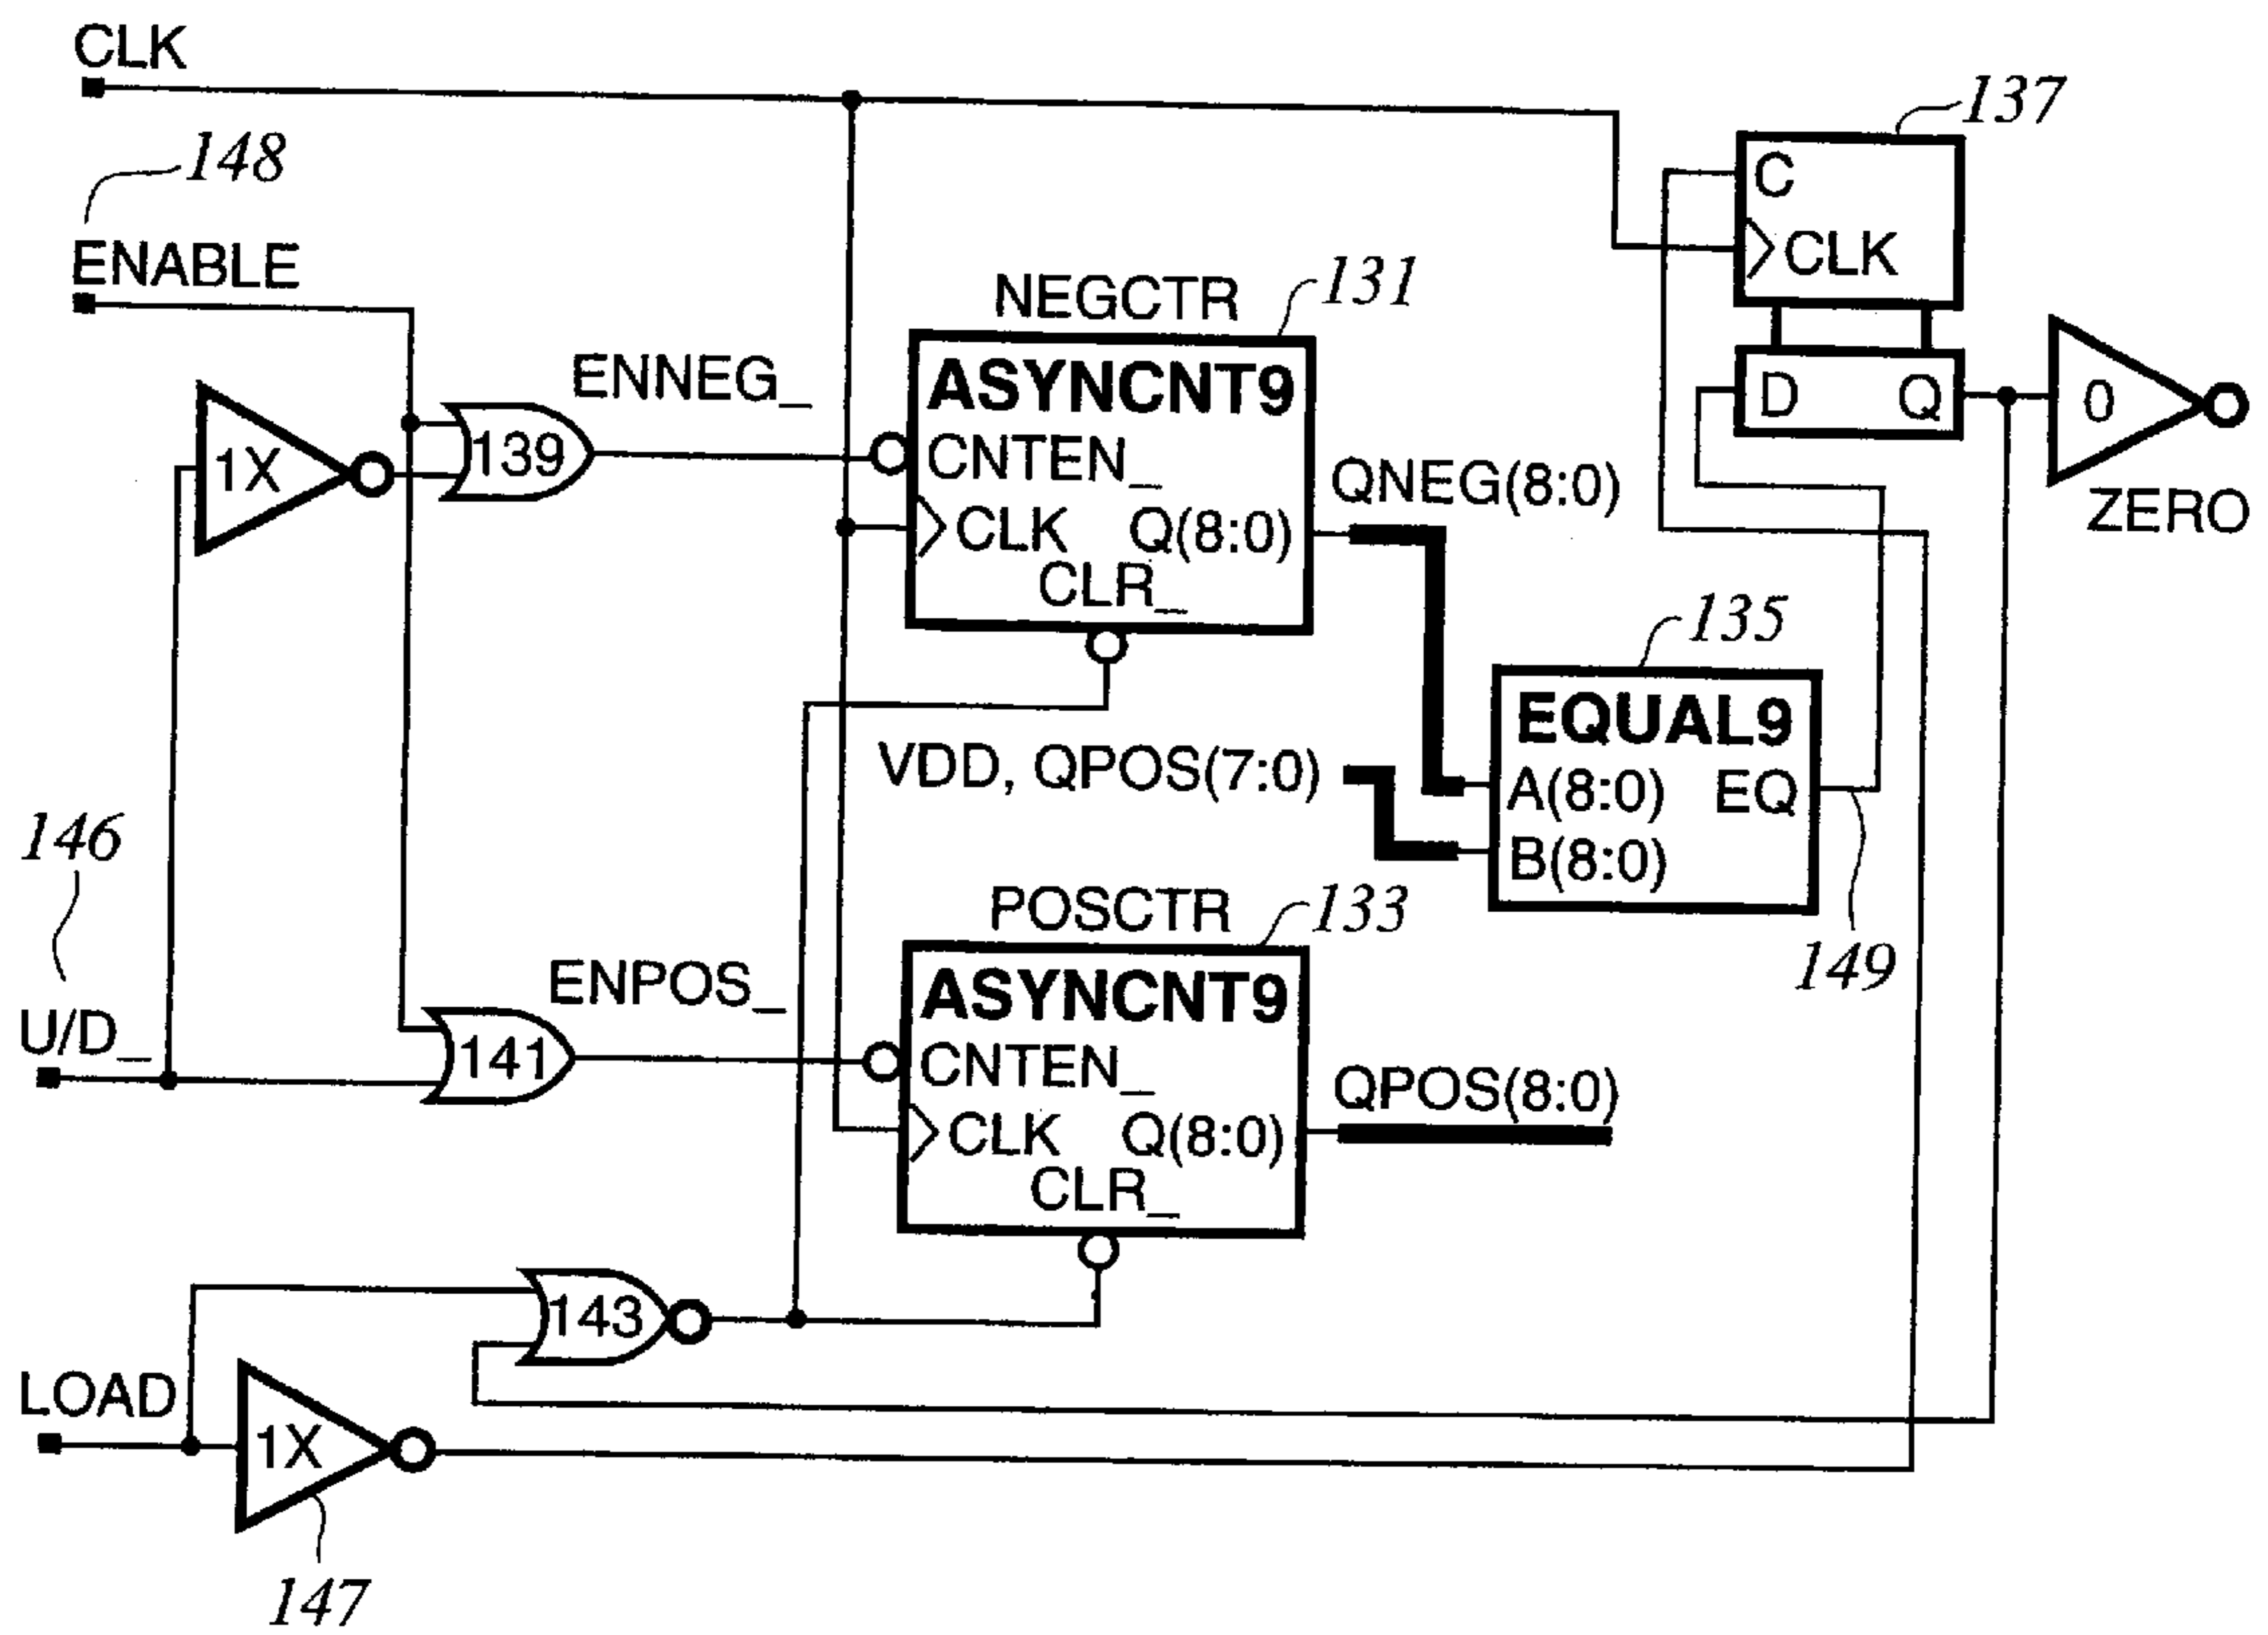 CLK
148
ENABLE
1X
139
ENNEG_
NEGCTR
131
ASYNCNT9
CNTEN_
CLK Q(8:0)
CLR_
QNEG(8:0)
137
C
CLK
D Q
0
ZERO
135
EQUAL9
A(8:0) EQ
B(8:0)
149
VDD, QPOS(7:0)
146
U/D_
141
ENPOS_
POSCTR
133
ASYNCNT9
CNTEN_
CLK Q(8:0)
CLR_
QPOS(8:0)
143
LOAD
1X
147